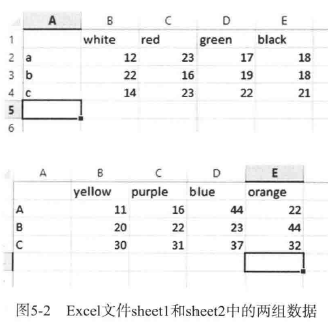 A B C D E
1 white red green black
2 a 12 23 17 18
3 b 22 16 19 18
4 c 14 23 22 21
5
6
A B C D E
yellow purple blue orange
A 11 16 44 22
B 20 22 23 44
C 30 31 37 32
图5-2 Excel文件sheet1和sheet2中的两组数据